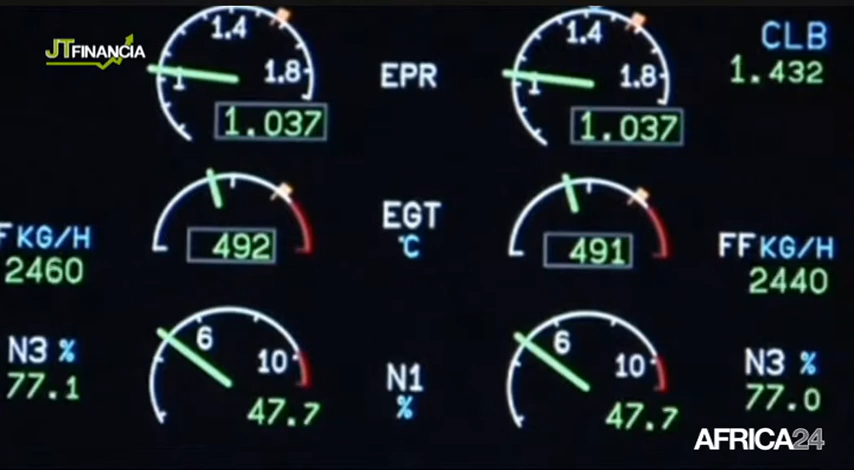 JTFINANCIA
1.4
1
1.8
1.037
EPR
1.4
1
1.8
1.037
CLB
1.432
F KG/H
2460
492
EGT
°C
491
FF KG/H
2440
N3 %
77.1
6
10
47.7
N1
%
6
10
47.7
N3 %
77.0
AFRICA24